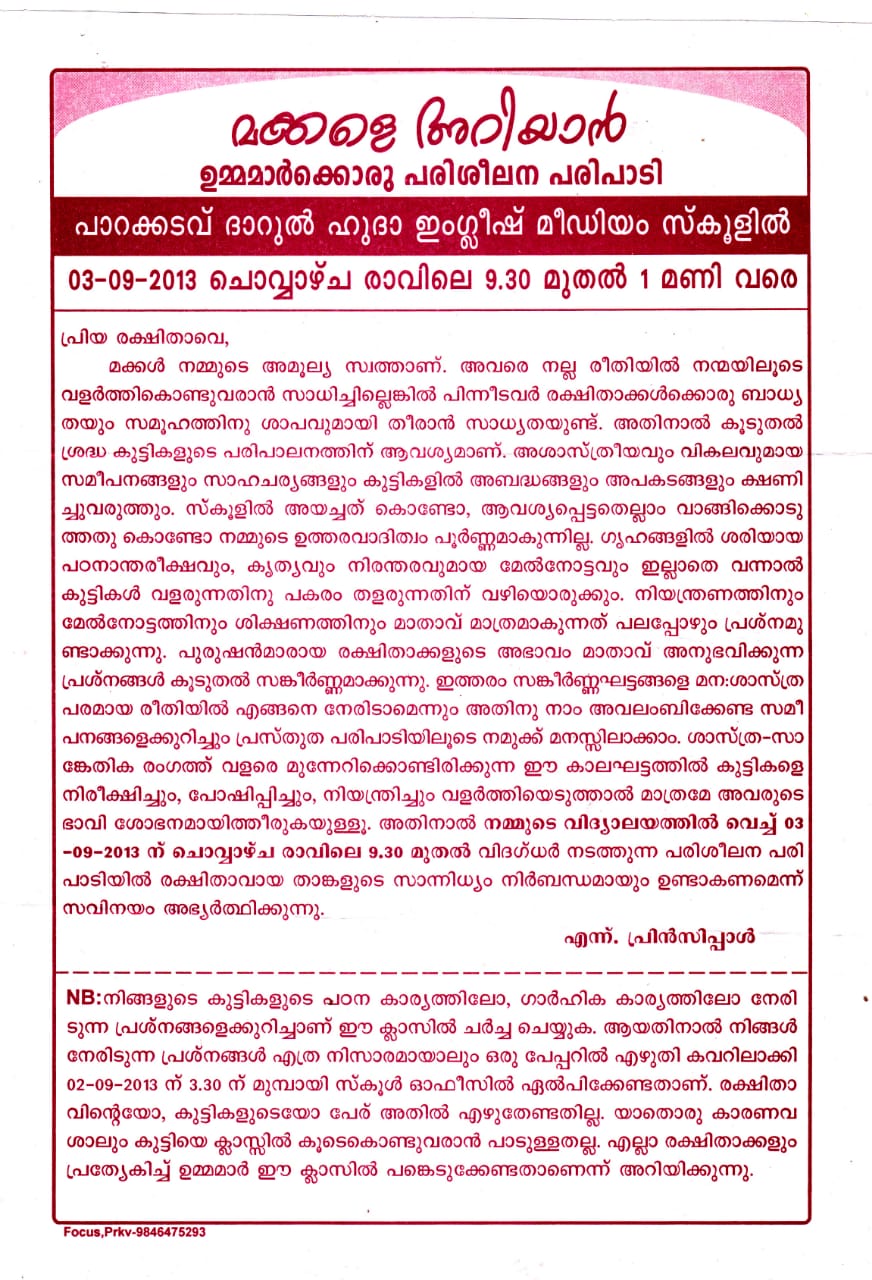 മക്കളെ അറിയാൻ
ഉമ്മമാർക്കൊരു പരിശീലന പരിപാടി
പാറക്കടവ് ദാറുൽ ഹുദാ ഇംഗ്ലീഷ് മീഡിയം സ്കൂളിൽ
03-09-2013 ചൊവ്വാഴ്ച രാവിലെ 9.30 മുതൽ 1 മണി വരെ
പ്രിയ രക്ഷിതാവെ,
മക്കൾ നമ്മുടെ അമൂല്യ സ്വത്താണ്. അവരെ നല്ല രീതിയിൽ നന്മയിലൂടെ
വളർത്തികൊണ്ടുവരാൻ സാധിച്ചില്ലെങ്കിൽ പിന്നീടവർ രക്ഷിതാക്കൾക്കൊരു ബാധ്യ
തയും സമൂഹത്തിനു ശാപവുമായി തീരാൻ സാധ്യതയുണ്ട്. അതിനാൽ കൂടുതൽ
ശ്രദ്ധ കുട്ടികളുടെ പരിപാലനത്തിന് ആവശ്യമാണ്. അശാസ്ത്രീയവും വികലവുമായ
സമീപനങ്ങളും സാഹചര്യങ്ങളും കുട്ടികളിൽ അബദ്ധങ്ങളും അപകടങ്ങളും ക്ഷണി
ച്ചുവരുത്തും. സ്കൂളിൽ അയച്ചത് കൊണ്ടോ, ആവശ്യപ്പെട്ടതെല്ലാം വാങ്ങിക്കൊടു
ത്തതു കൊണ്ടോ നമ്മുടെ ഉത്തരവാദിത്വം പൂർണ്ണമാകുന്നില്ല. ഗൃഹങ്ങളിൽ ശരിയായ
പഠനാന്തരീക്ഷവും, കൃത്യവും നിരന്തരവുമായ മേൽനോട്ടവും ഇല്ലാതെ വന്നാൽ
കുട്ടികൾ വളരുന്നതിനു പകരം തളരുന്നതിന് വഴിയൊരുക്കും. നിയന്ത്രണത്തിനും
മേൽനോട്ടത്തിനും ശിക്ഷണത്തിനും മാതാവ് മാത്രമാകുന്നത് പലപ്പോഴും പ്രശ്നമു
ണ്ടാക്കുന്നു. പുരുഷൻമാരായ രക്ഷിതാക്കളുടെ അഭാവം മാതാവ് അനുഭവിക്കുന്ന
പ്രശ്നങ്ങൾ കൂടുതൽ സങ്കീർണ്ണമാക്കുന്നു. ഇത്തരം സങ്കീർണ്ണഘട്ടങ്ങളെ മന:ശാസ്ത്ര
പരമായ രീതിയിൽ എങ്ങനെ നേരിടാമെന്നും അതിനു നാം അവലംബിക്കേണ്ട സമീ
പനങ്ങളെക്കുറിച്ചും പ്രസ്തുത പരിപാടിയിലൂടെ നമുക്ക് മനസ്സിലാക്കാം. ശാസ്ത്ര-സാ
ങ്കേതിക രംഗത്ത് വളരെ മുന്നേറിക്കൊണ്ടിരിക്കുന്ന ഈ കാലഘട്ടത്തിൽ കുട്ടികളെ
നിരീക്ഷിച്ചും, പോഷിപ്പിച്ചും, നിയന്ത്രിച്ചും വളർത്തിയെടുത്താൽ മാത്രമേ അവരുടെ
ഭാവി ശോഭനമായിത്തീരുകയുള്ളൂ. അതിനാൽ നമ്മുടെ വിദ്യാലയത്തിൽ വെച്ച് 03
-09-2013 ന് ചൊവ്വാഴ്ച രാവിലെ 9.30 മുതൽ വിദഗ്ധർ നടത്തുന്ന പരിശീലന പരി
പാടിയിൽ രക്ഷിതാവായ താങ്കളുടെ സാന്നിധ്യം നിർബന്ധമായും ഉണ്ടാകണമെന്ന്
സവിനയം അഭ്യർത്ഥിക്കുന്നു.
എന്ന്. പ്രിൻസിപ്പാൾ
NB:നിങ്ങളുടെ കുട്ടികളുടെ പഠന കാര്യത്തിലോ, ഗാർഹിക കാര്യത്തിലോ നേരി
ടുന്ന പ്രശ്നങ്ങളെക്കുറിച്ചാണ് ഈ ക്ലാസിൽ ചർച്ച ചെയ്യുക. ആയതിനാൽ നിങ്ങൾ
നേരിടുന്ന പ്രശ്നങ്ങൾ എത്ര നിസാരമായാലും ഒരു പേപ്പറിൽ എഴുതി കവറിലാക്കി
02-09-2013 ന് 3.30 ന് മുമ്പായി സ്കൂൾ ഓഫീസിൽ ഏൽപിക്കേണ്ടതാണ്. രക്ഷിതാ
വിന്റെയോ, കുട്ടികളുടെയോ പേര് അതിൽ എഴുതേണ്ടതില്ല. യാതൊരു കാരണവ
ശാലും കുട്ടിയെ ക്ലാസ്സിൽ കൂടെകൊണ്ടുവരാൻ പാടുള്ളതല്ല. എല്ലാ രക്ഷിതാക്കളും
പ്രത്യേകിച്ച് ഉമ്മമാർ ഈ ക്ലാസിൽ പങ്കെടുക്കേണ്ടതാണെന്ന് അറിയിക്കുന്നു.
Focus,Prkv-9846475293